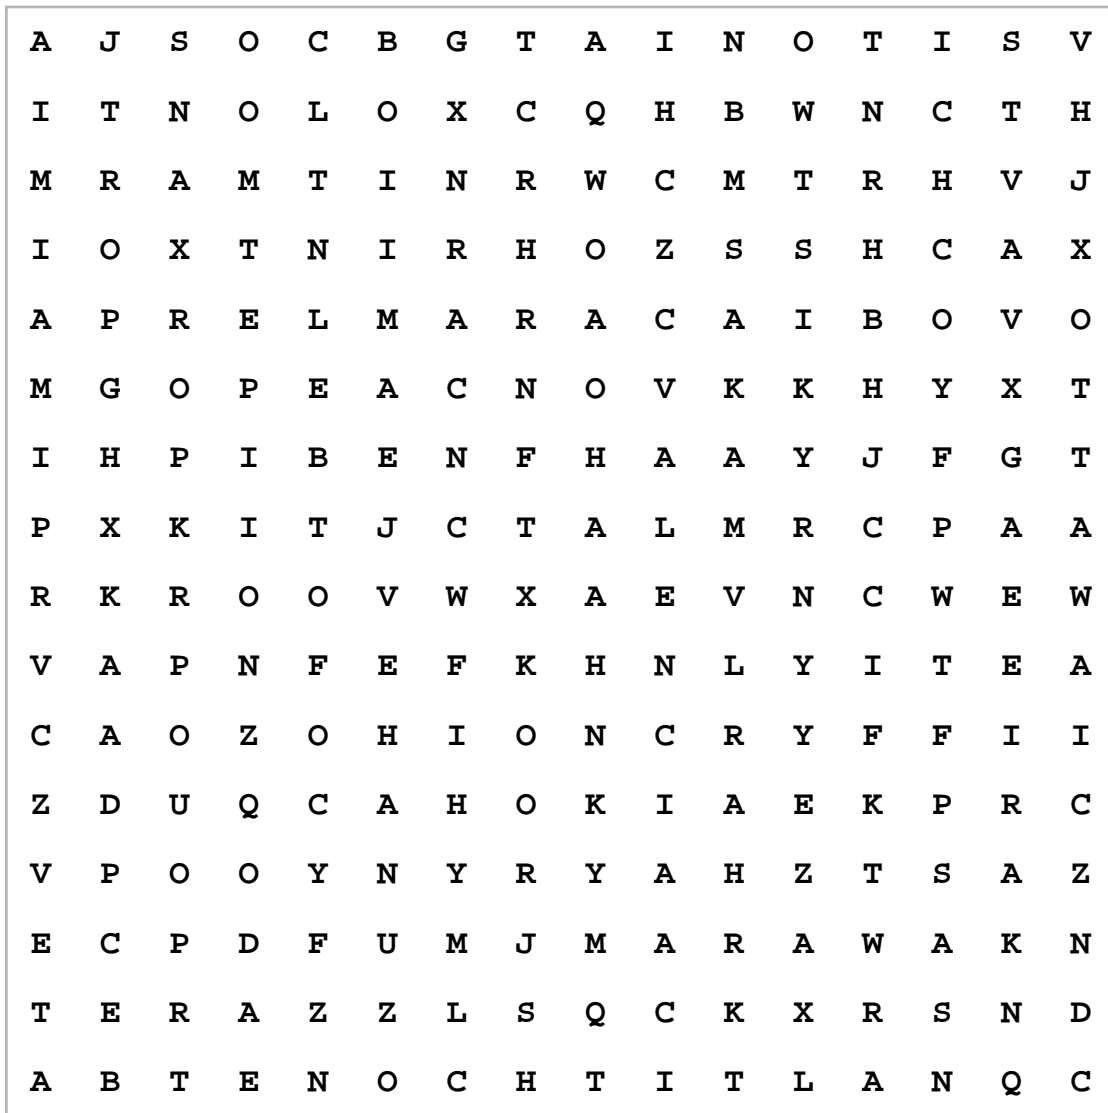 A J S O C B G T A I N O T I S V
I T N O L O X C Q H B W N C T H
M R A M T I N R W C M T R H V J
I O X T N I R H O Z S S H C A X
A P R E L M A R A C A I B O V O
M G O P E A C N O V K K H Y X T
I H P I B E N F H A A Y J F G T
P X K I T J C T A L M R C P A A
R K R O O V W X A E V N C W E W
V A P N F E F K H N L Y I T E A
C A O Z O H I O N C R Y F F I I
Z D U Q C A H O K I A E K P R C
V P O O Y N Y R Y A H Z T S A Z
E C P D F U M J M A R A W A K N
T E R A Z Z L S Q C K X R S N D
A B T E N O C H T I T L A N Q C